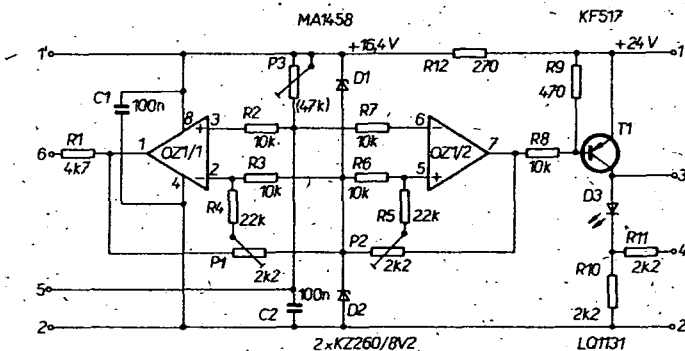 MA1458 KF517
1' +16,4V +24V 1
P3 D1 R12 270 R9
C1 (47k) 470
100n 8 3 R2 R7 6 T1
R1 1 + 10k 10k - 7 R8
6 OZ1/1 OZ1/2
4k7 2 R3 R6 5 10k
4 - 10k 10k + 3
R4 R5 D3
22k 22k
P1 P2 R11 4
2k2 2k2 2k2
5 100n R10
C2 D2 2k2
2 2
2xKZ260/8V2 LQ1131